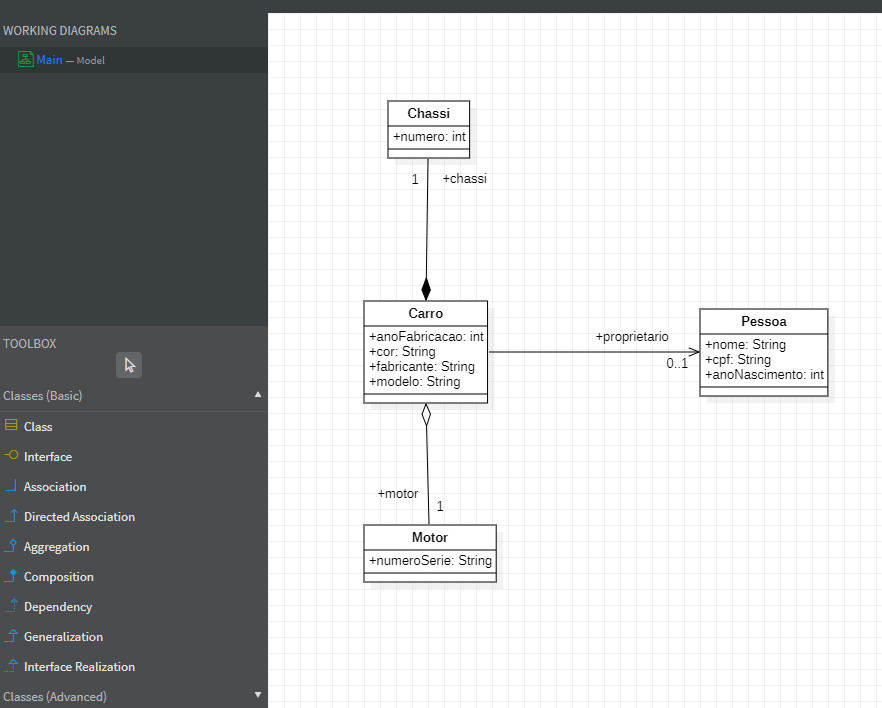 WORKING DIAGRAMS
Main — Model
TOOLBOX
Classes (Basic)
Class
Interface
Association
Directed Association
Aggregation
Composition
Dependency
Generalization
Interface Realization
Classes (Advanced)
Chassi
+numero: int
1
+chassi
Carro
+anoFabricacao: int
+cor: String
+fabricante: String
+modelo: String
+proprietario
0..1
Pessoa
+nome: String
+cpf: String
+anoNascimento: int
+motor
1
Motor
+numeroSerie: String